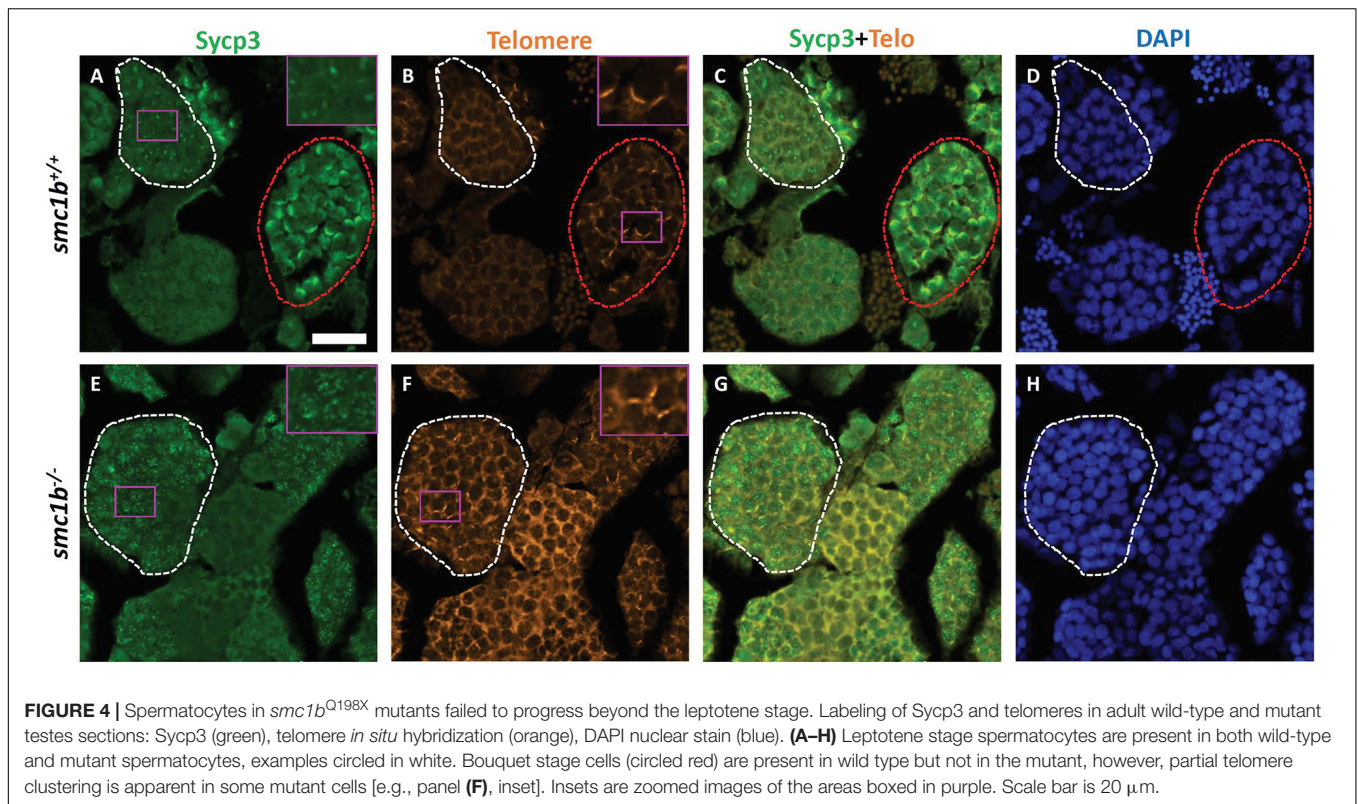 Sycp3 Telomere Sycp3+Telo DAPI
smc1b+/+
A B C D
smc1b-/-
E F G H
FIGURE 4 | Spermatocytes in smc1bQ198X mutants failed to progress beyond the leptotene stage. Labeling of Sycp3 and telomeres in adult wild-type and mutant
testes sections: Sycp3 (green), telomere in situ hybridization (orange), DAPI nuclear stain (blue). (A–H) Leptotene stage spermatocytes are present in both wild-type
and mutant spermatocytes, examples circled in white. Bouquet stage cells (circled red) are present in wild type but not in the mutant, however, partial telomere
clustering is apparent in some mutant cells [e.g., panel (F), inset]. Insets are zoomed images of the areas boxed in purple. Scale bar is 20 μm.